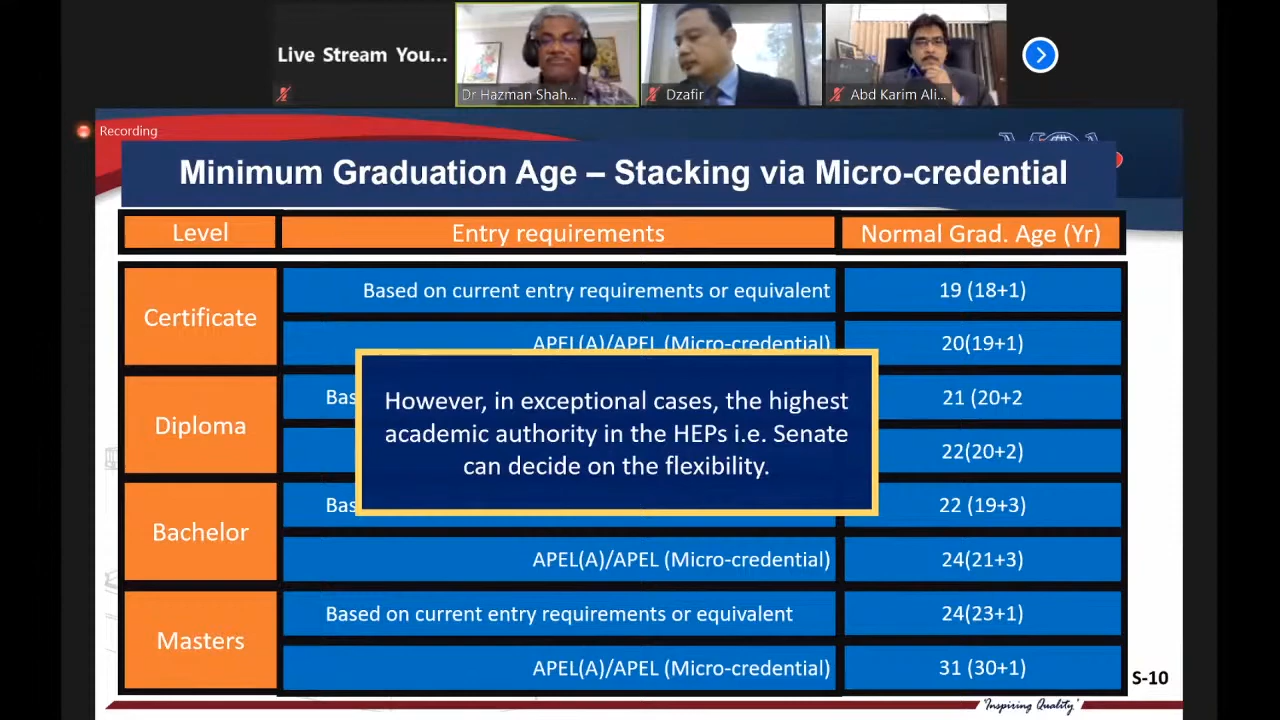 Live Stream You...
Dr Hazman Shah...
Dzafir
Abd Karim Ali...
Recording
Minimum Graduation Age – Stacking via Micro-credential
Level
Entry requirements
Normal Grad. Age (Yr)
Certificate
Based on current entry requirements or equivalent
19 (18+1)
APEL(A)/APEL (Micro-credential)
20(19+1)
Diploma
Bas
21 (20+2
22(20+2)
However, in exceptional cases, the highest
academic authority in the HEPs i.e. Senate
can decide on the flexibility.
Bachelor
Bas
22 (19+3)
APEL(A)/APEL (Micro-credential)
24(21+3)
Masters
Based on current entry requirements or equivalent
24(23+1)
APEL(A)/APEL (Micro-credential)
31 (30+1)
S-10
'Inspiring Quality'